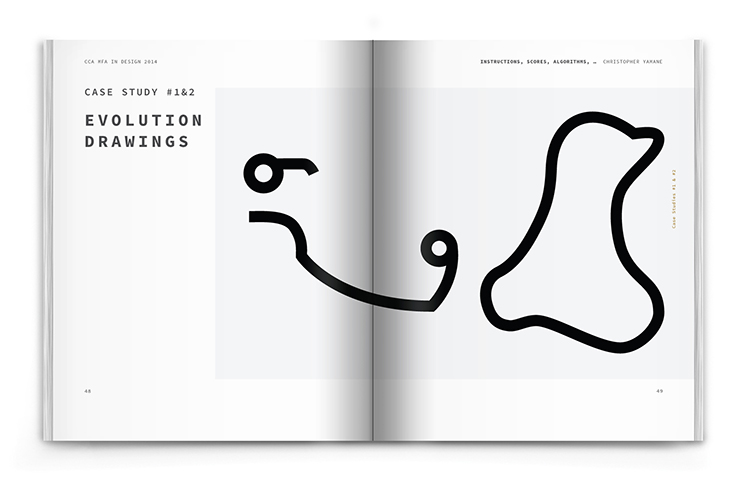 CCA MFA IN DESIGN 2014
INSTRUCTIONS, SCORES, ALGORITHMS, … CHRISTOPHER YAMANE
CASE STUDY #1&2
EVOLUTION
DRAWINGS
Case Studies #1 & #2
48
49